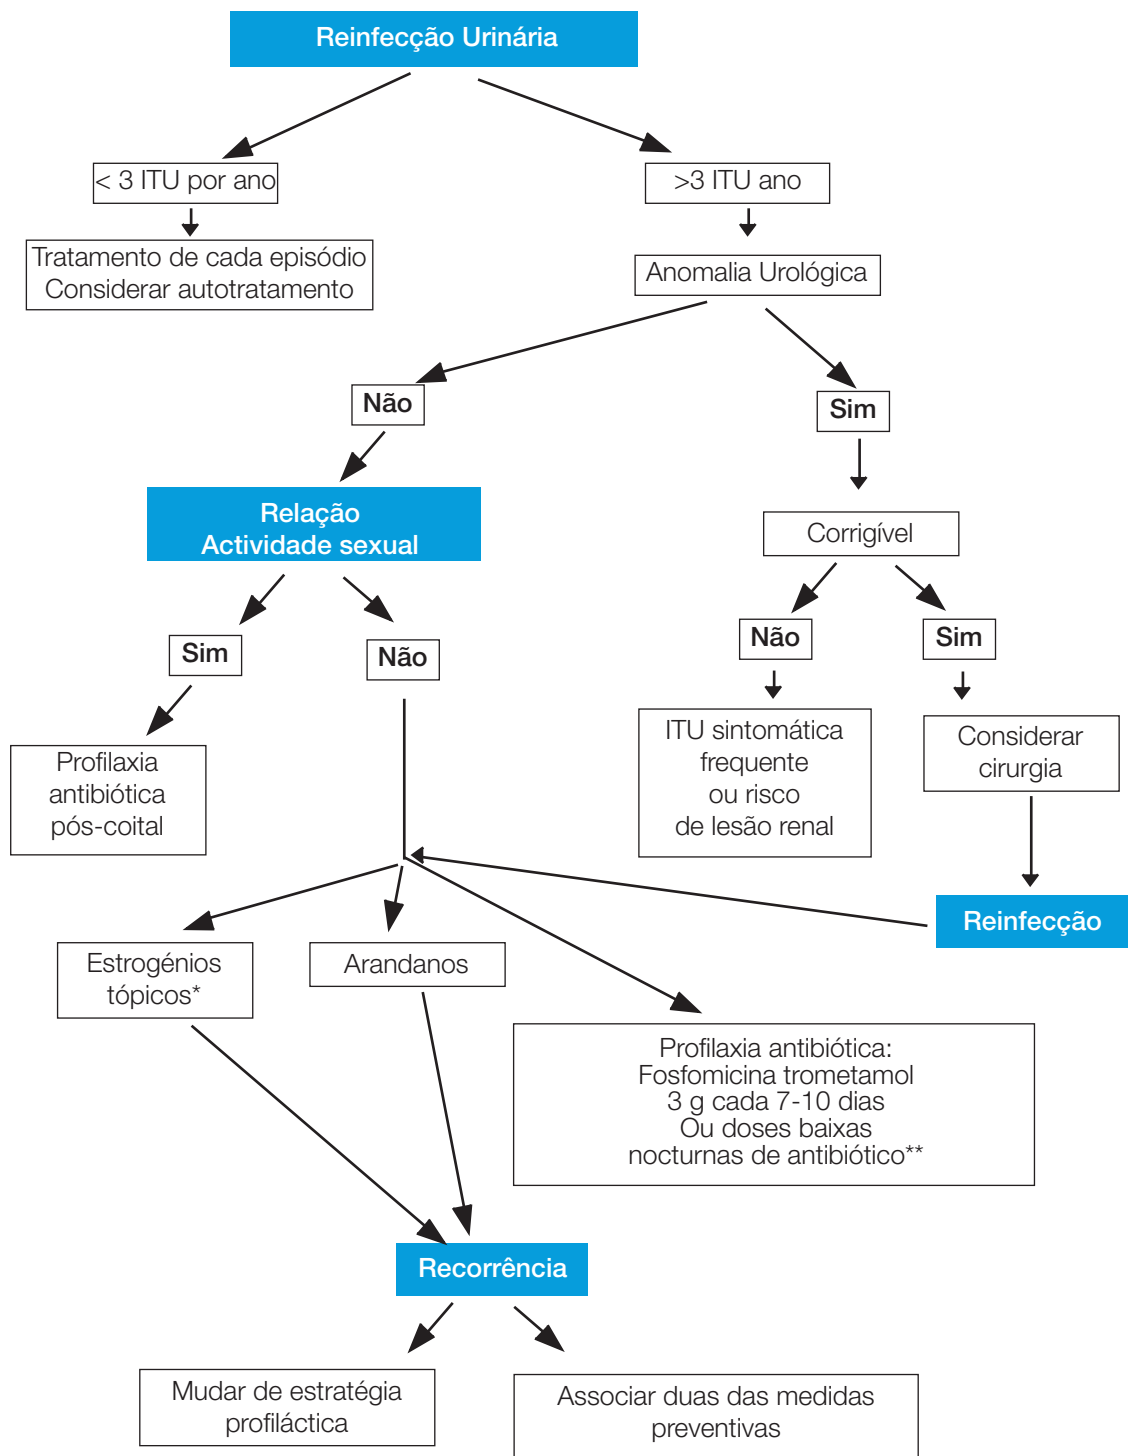 Reinfecção Urinária
< 3 ITU por ano
>3 ITU ano
Tratamento de cada episódio
Considerar autotratamento
Anomalia Urológica
Não
Sim
Relação
Actividade sexual
Corrigível
Sim
Não
Não
Sim
Profilaxia
antibiótica
pós-coital
ITU sintomática
frequente
ou risco
de lesão renal
Considerar
cirurgia
Reinfecção
Estrogénios
tópicos*
Arandanos
Profilaxia antibiótica:
Fosfomicina trometamol
3 g cada 7-10 dias
Ou doses baixas
nocturnas de antibiótico**
Recorrência
Mudar de estratégia
profiláctica
Associar duas das medidas
preventivas